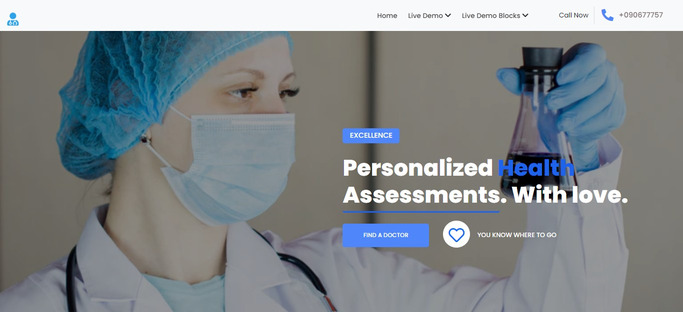 Home Live Demo Live Demo Blocks Call Now +090677757
EXCELLENCE
Personalized Health
Assessments. With love.
FIND A DOCTOR YOU KNOW WHERE TO GO